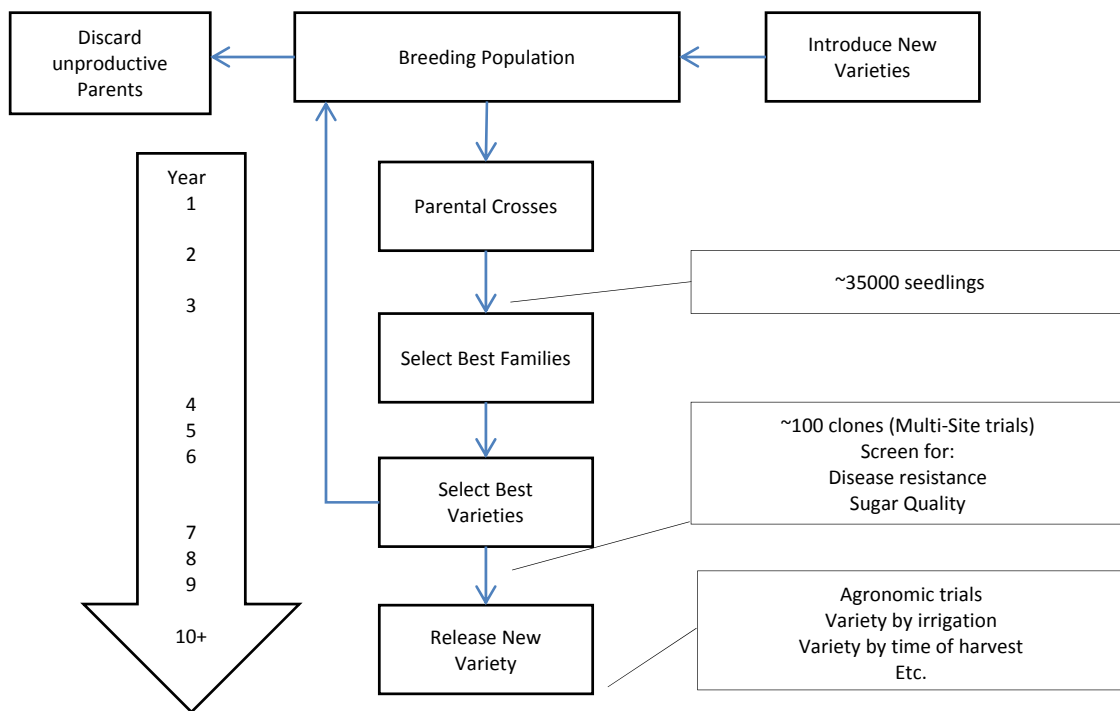 Discard
unproductive
Parents
Breeding Population
Introduce New
Varieties
Year
1
2
3
4
5
6
7
8
9
10+
Parental Crosses
~35000 seedlings
Select Best Families
~100 clones (Multi-Site trials)
Screen for:
Disease resistance
Sugar Quality
Select Best
Varieties
Agronomic trials
Variety by irrigation
Variety by time of harvest
Etc.
Release New
Variety